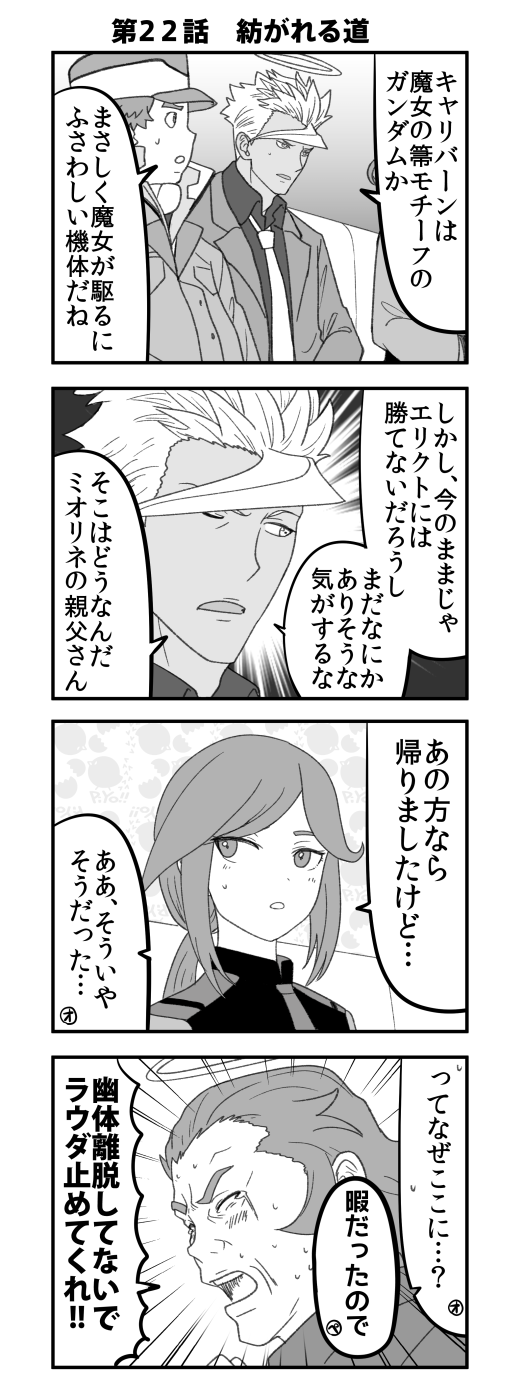 第22話　紡がれる道
キャリバーンは
魔女の箒モチーフの
ガンダムか
まさしく魔女が駆るに
ふさわしい機体だね
しかし、今のままじゃ
エリクトには
勝てないだろうし
まだなにか
ありそうな
気がするな
そこはどうなんだ
ミオリネの親父さん
あの方なら
帰りましたけど…
ああ、そういや
そうだった…
オ
P.Yo!!
ってなぜここに…?
オ
暇だったので
ペ
幽体離脱してないで
ラウダ止めてくれ!!